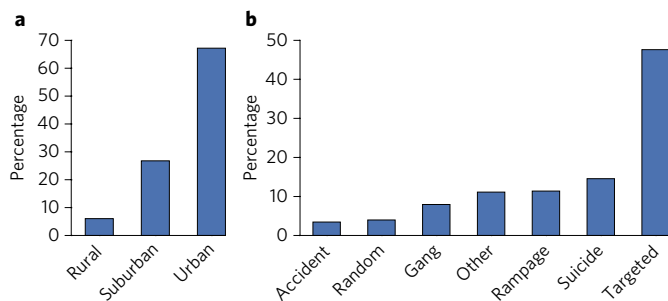 a
Percentage
70
60
50
40
30
20
10
0
Rural
Suburban
Urban
b
Percentage
50
40
30
20
10
0
Accident
Random
Gang
Other
Rampage
Suicide
Targeted